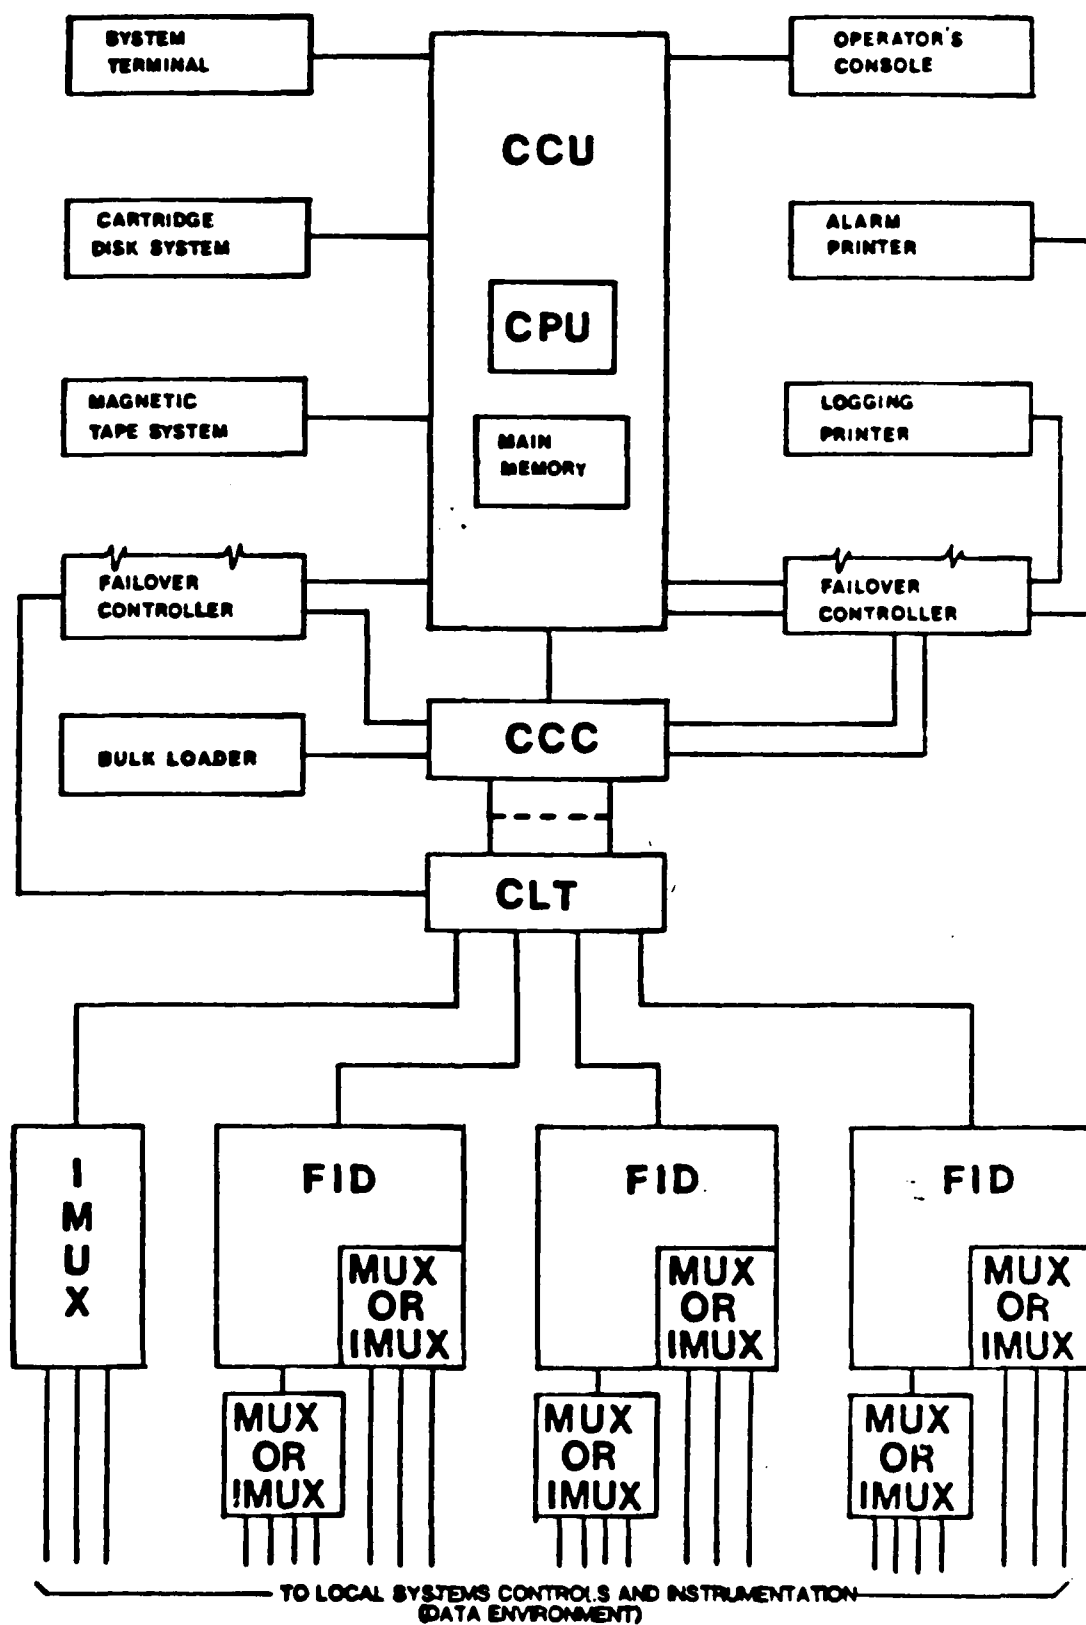 SYSTEM
TERMINAL
OPERATOR'S
CONSOLE
CCU
CARTRIDGE
DISK SYSTEM
ALARM
PRINTER
CPU
MAGNETIC
TAPE SYSTEM
MAIN
MEMORY
LOGGING
PRINTER
FAILOVER
CONTROLLER
FAILOVER
CONTROLLER
CCC
BULK LOADER
CLT
I
M
U
X
FID
MUX
OR
IMUX
FID
MUX
OR
IMUX
FID
MUX
OR
IMUX
MUX
OR
IMUX
MUX
OR
IMUX
MUX
OR
IMUX
TO LOCAL SYSTEMS CONTROLS AND INSTRUMENTATION
(DATA ENVIRONMENT)